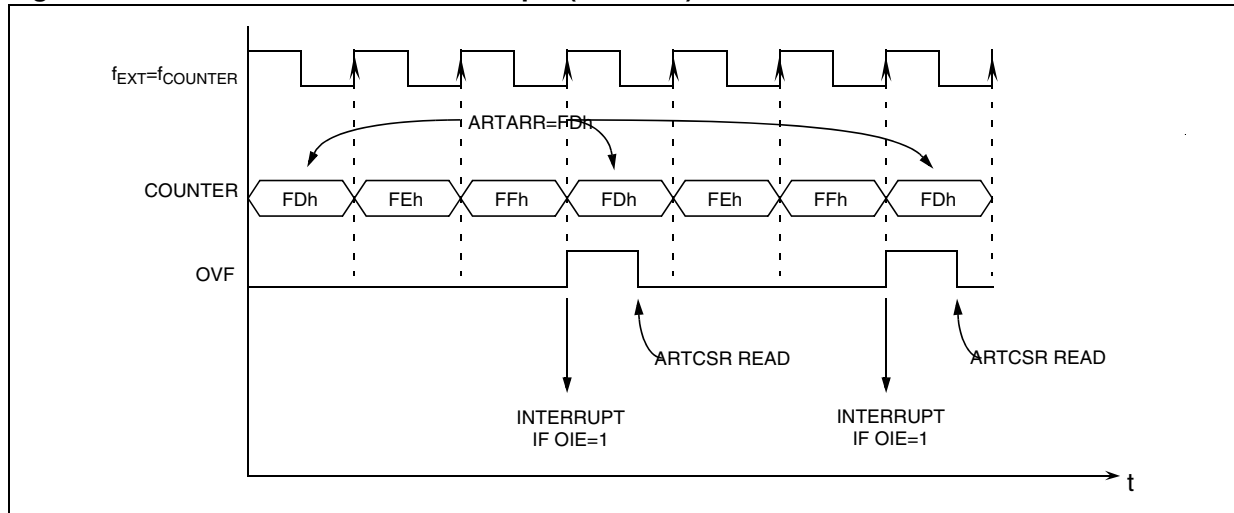 fEXT=fCOUNTER
ARTARR=FDh
COUNTER
FDh FEh FFh FDh FEh FFh FDh
OVF
ARTCSR READ ARTCSR READ
INTERRUPT INTERRUPT
IF OIE=1 IF OIE=1
t